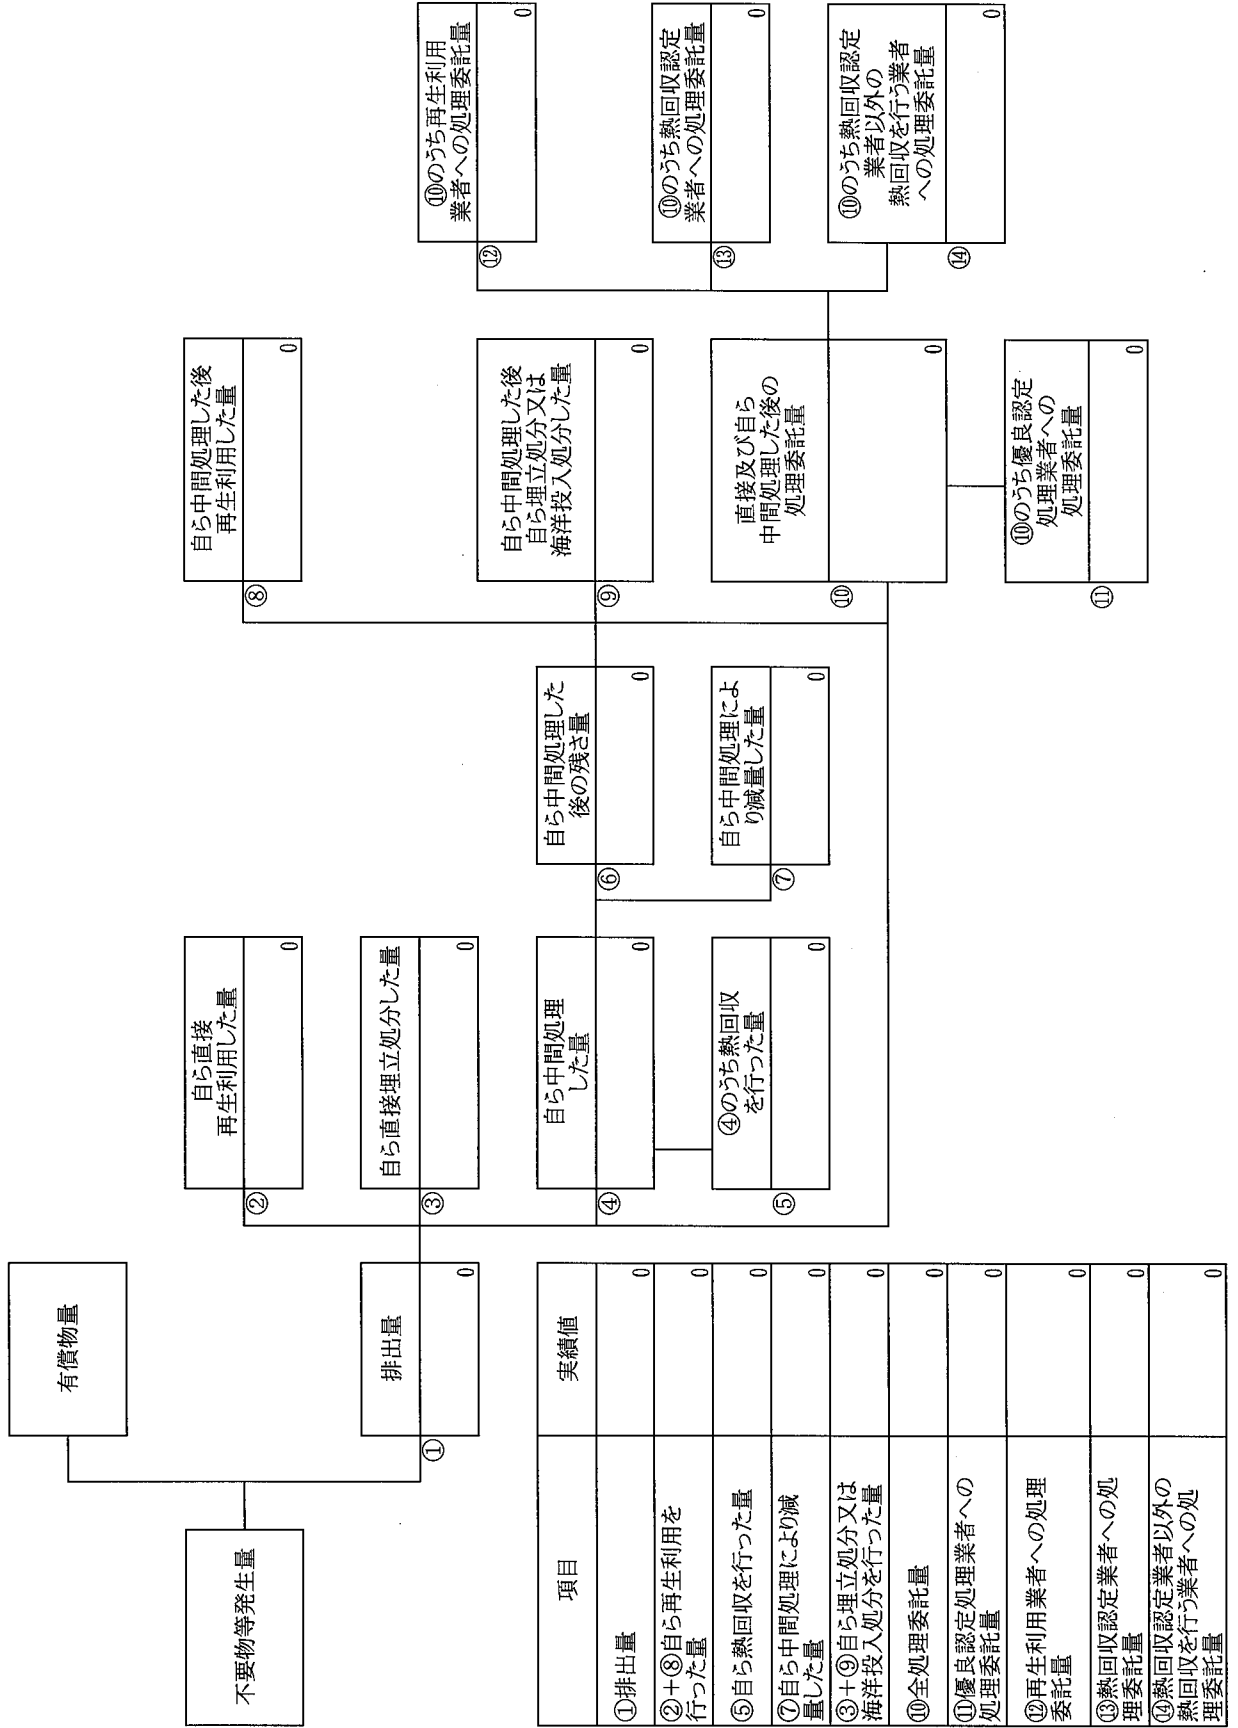 不要物等発生量
有償物量
①
排出量
0
②
自ら直接
再生利用した量
0
③
自ら直接埋立処分した量
0
④
自ら中間処理
した量
0
⑤
④のうち熱回収
を行った量
0
⑥
自ら中間処理した
後の残さ量
0
⑦
自ら中間処理によ
り減量した量
0
⑧
自ら中間処理した後
再生利用した量
0
⑨
自ら中間処理した後
自ら埋立処分又は
海洋投入処分した量
0
⑩
直接及び自ら
中間処理した後の
処理委託量
0
⑪
⑩のうち優良認定
処理業者への
処理委託量
0
⑫
⑩のうち再生利用
業者への処理委託量
0
⑬
⑩のうち熱回収認定
業者への処理委託量
0
⑭
⑩のうち熱回収認定
業者以外の
熱回収を行う業者
への処理委託量
0
項目 実績値
①排出量 0
②+⑧自ら再生利用を
行った量 0
⑤自ら熱回収を行った量 0
⑦自ら中間処理により減
量した量 0
③+⑨自ら埋立処分又は
海洋投入処分を行った量 0
⑩全処理委託量 0
⑪優良認定処理業者への
処理委託量 0
⑫再生利用業者への処理
委託量 0
⑬熱回収認定業者への処
理委託量 0
⑭熱回収認定業者以外の
熱回収を行う業者への処
理委託量 0